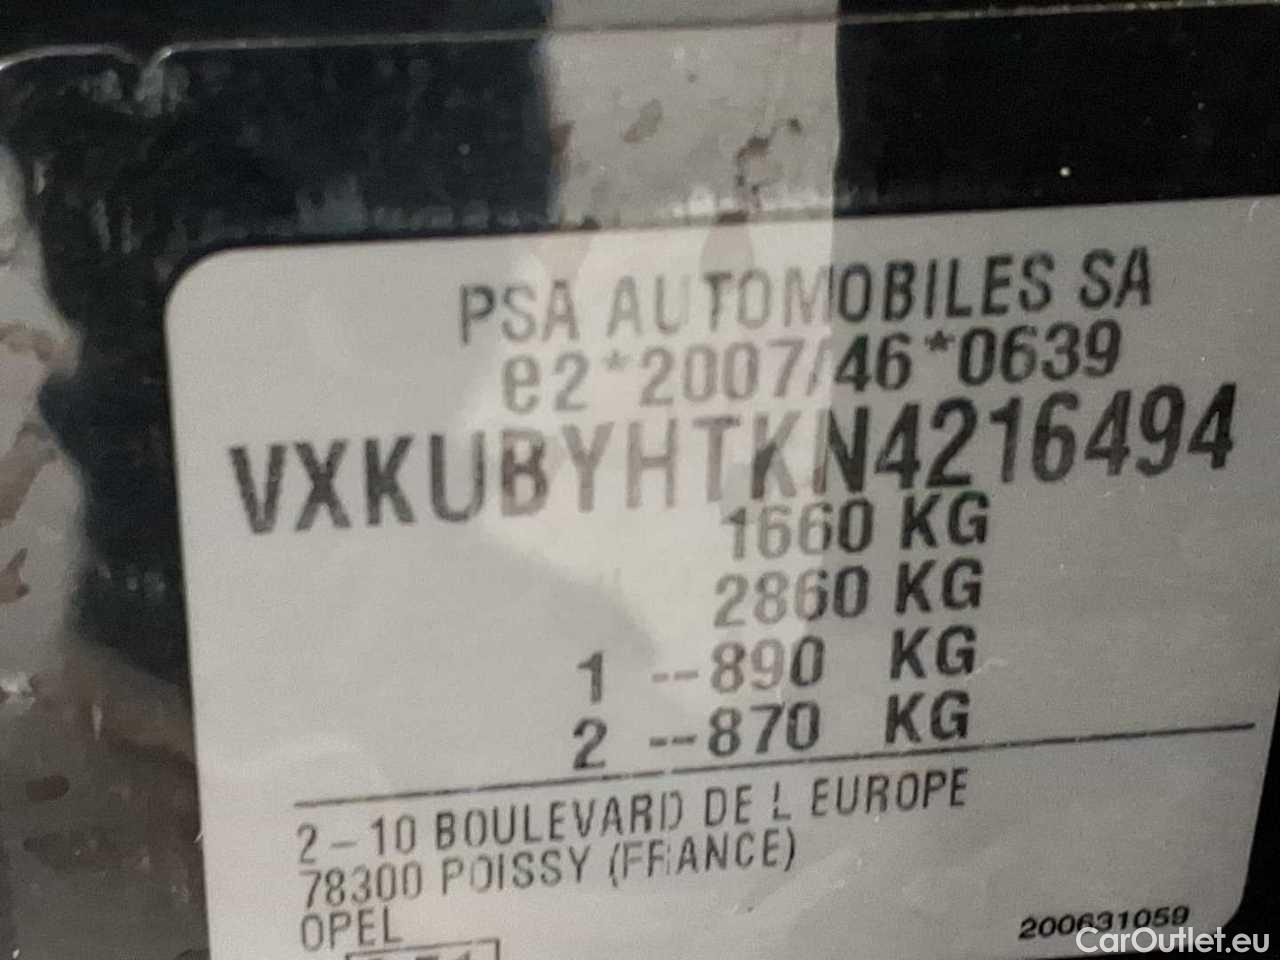 PSA AUTOMOBILES SA
e2*2007/46*0639
VXKUBYHTKN4216494
1660 KG
2860 KG
1 --890 KG
2 --870 KG
2-10 BOULEVARD DE L EUROPE
78300 POISSY (FRANCE)
OPEL
200631059
CarOutlet.eu